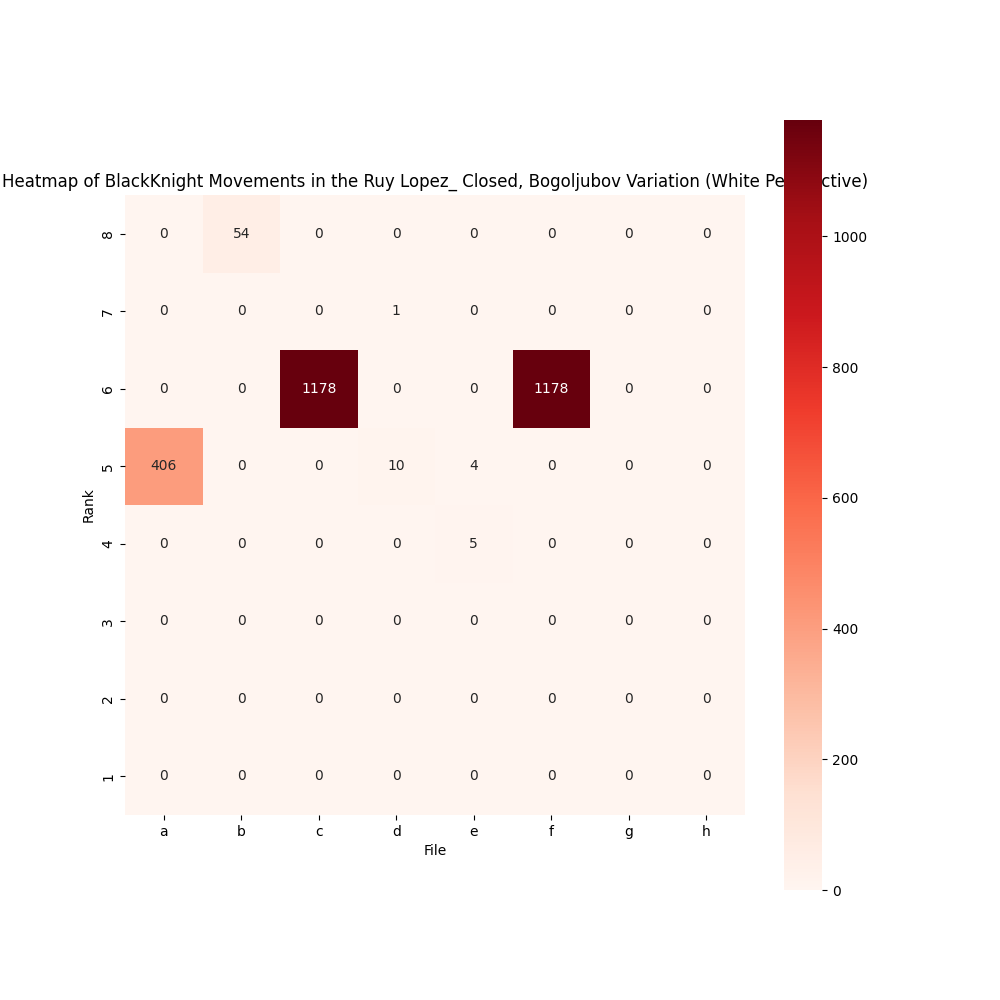 Heatmap of BlackKnight Movements in the Ruy Lopez_ Closed, Bogoljubov Variation (White Pe ctive)
8 0 54 0 0 0 0 0 0
7 0 0 0 1 0 0 0 0
6 0 0 1178 0 0 1178 0 0
5 406 0 0 10 4 0 0 0
4 0 0 0 0 5 0 0 0
3 0 0 0 0 0 0 0 0
2 0 0 0 0 0 0 0 0
1 0 0 0 0 0 0 0 0
a b c d e f g h
Rank
File
1000
800
600
400
200
0